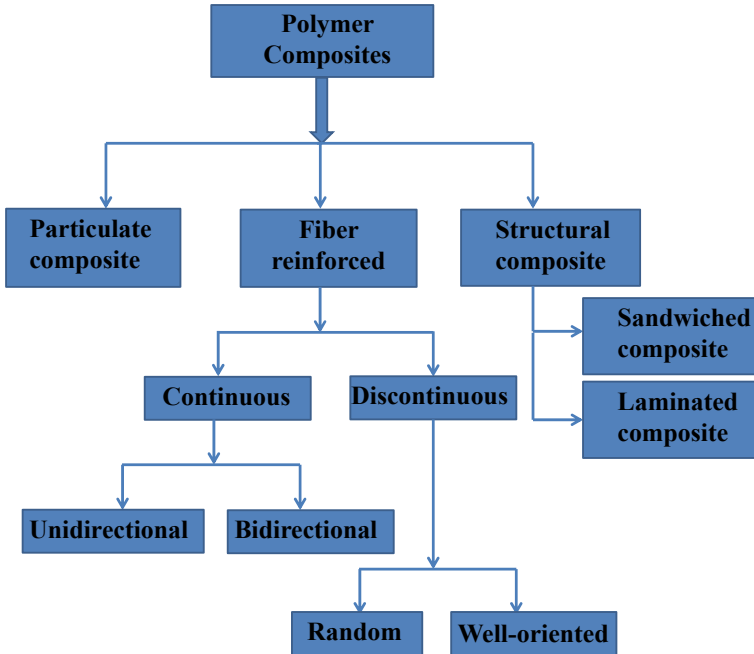 Polymer
Composites
Particulate
composite
Fiber
reinforced
Structural
composite
Sandwiched
composite
Laminated
composite
Continuous
Discontinuous
Unidirectional
Bidirectional
Random
Well-oriented